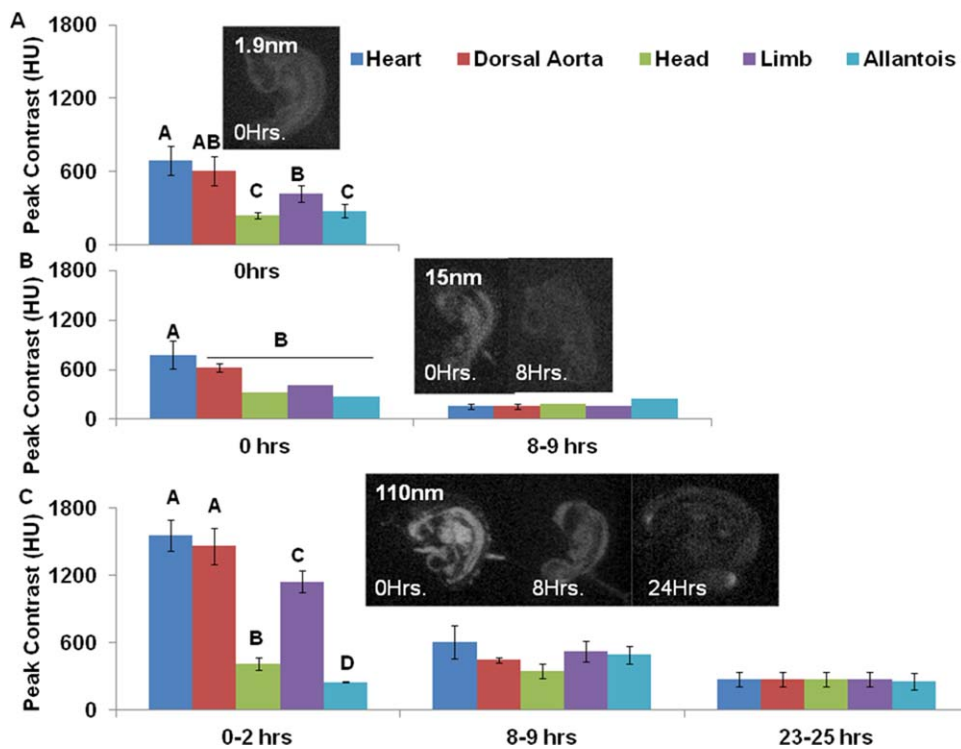 A
Peak Contrast (HU)
1800
1200
600
0
1.9nm
0Hrs.
Heart Dorsal Aorta Head Limb Allantois
A AB C B C
0hrs
B
Peak Contrast (HU)
1800
1200
600
0
15nm
0Hrs. 8Hrs.
A B
0 hrs 8-9 hrs
C
Peak Contrast (HU)
1800
1200
600
0
110nm
0Hrs. 8Hrs. 24Hrs
A A B C D
0-2 hrs 8-9 hrs 23-25 hrs